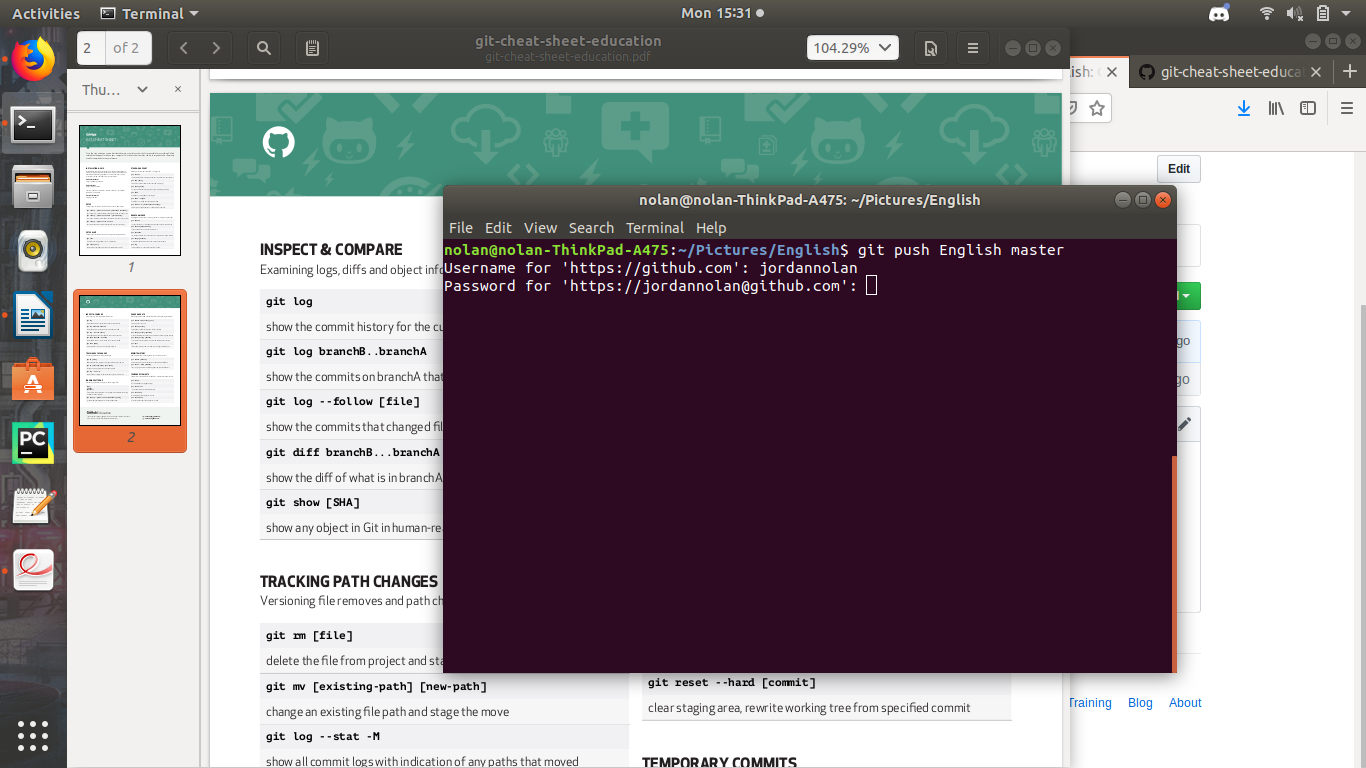 Activities Terminal Mon 15:31
2 of 2 git-cheat-sheet-education 104.29%
git-cheat-sheet-education.pdf
Thu...
1
2
git-cheat-sheet-educa
Edit
INSPECT & COMPARE
Examining logs, diffs and object info
git log
show the commit history for the cu
git log branchB..branchA
show the commits on branchA that
git log --follow [file]
show the commits that changed fil
git diff branchB...branchA
show the diff of what is in branchA
git show [SHA]
show any object in Git in human-re
TRACKING PATH CHANGES
Versioning file removes and path ch
git rm [file]
delete the file from project and sta
git mv [existing-path] [new-path]
change an existing file path and stage the move
git log --stat -M
show all commit logs with indication of any paths that moved
nolan@nolan-ThinkPad-A475: ~/Pictures/English
File Edit View Search Terminal Help
nolan@nolan-ThinkPad-A475:~/Pictures/English$ git push English master
Username for 'https://github.com': jordannolan
Password for 'https://jordannolan@github.com':
git reset --hard [commit]
clear staging area, rewrite working tree from specified commit
TEMPORARY COMMITS
go
go
Training Blog About
PC